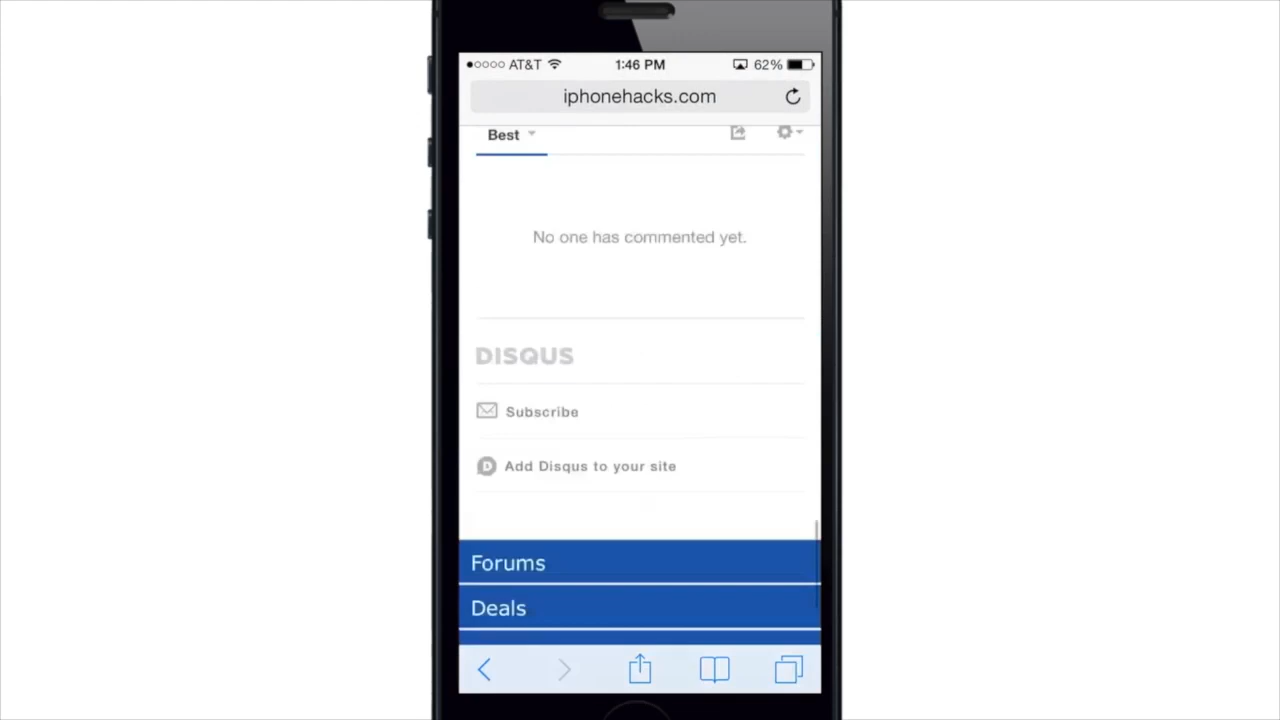 AT&T 1:46 PM 62%
iphonehacks.com
Best
No one has commented yet.
DISQUS
Subscribe
D Add Disqus to your site
Forums
Deals